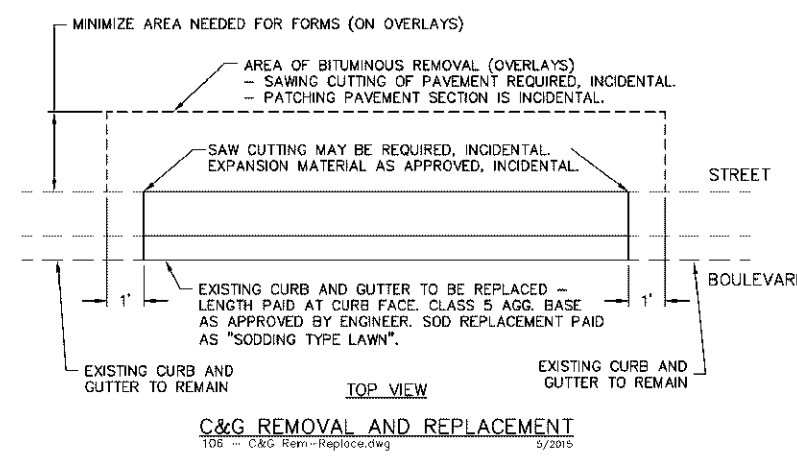 MINIMIZE AREA NEEDED FOR FORMS (ON OVERLAYS)
AREA OF BITUMINOUS REMOVAL (OVERLAYS)
– SAWING CUTTING OF PAVEMENT REQUIRED, INCIDENTAL.
– PATCHING PAVEMENT SECTION IS INCIDENTAL.
SAW CUTTING MAY BE REQUIRED, INCIDENTAL.
EXPANSION MATERIAL AS APPROVED, INCIDENTAL.
STREET
BOULEVARD
1'
EXISTING CURB AND GUTTER TO BE REPLACED –
LENGTH PAID AT CURB FACE. CLASS 5 AGG. BASE
AS APPROVED BY ENGINEER. SOD REPLACEMENT PAID
AS "SODDING TYPE LAWN".
1'
EXISTING CURB AND
GUTTER TO REMAIN
EXISTING CURB AND
GUTTER TO REMAIN
TOP VIEW
C&G REMOVAL AND REPLACEMENT
106 – C&G Rem–Replace.dwg
5/2015